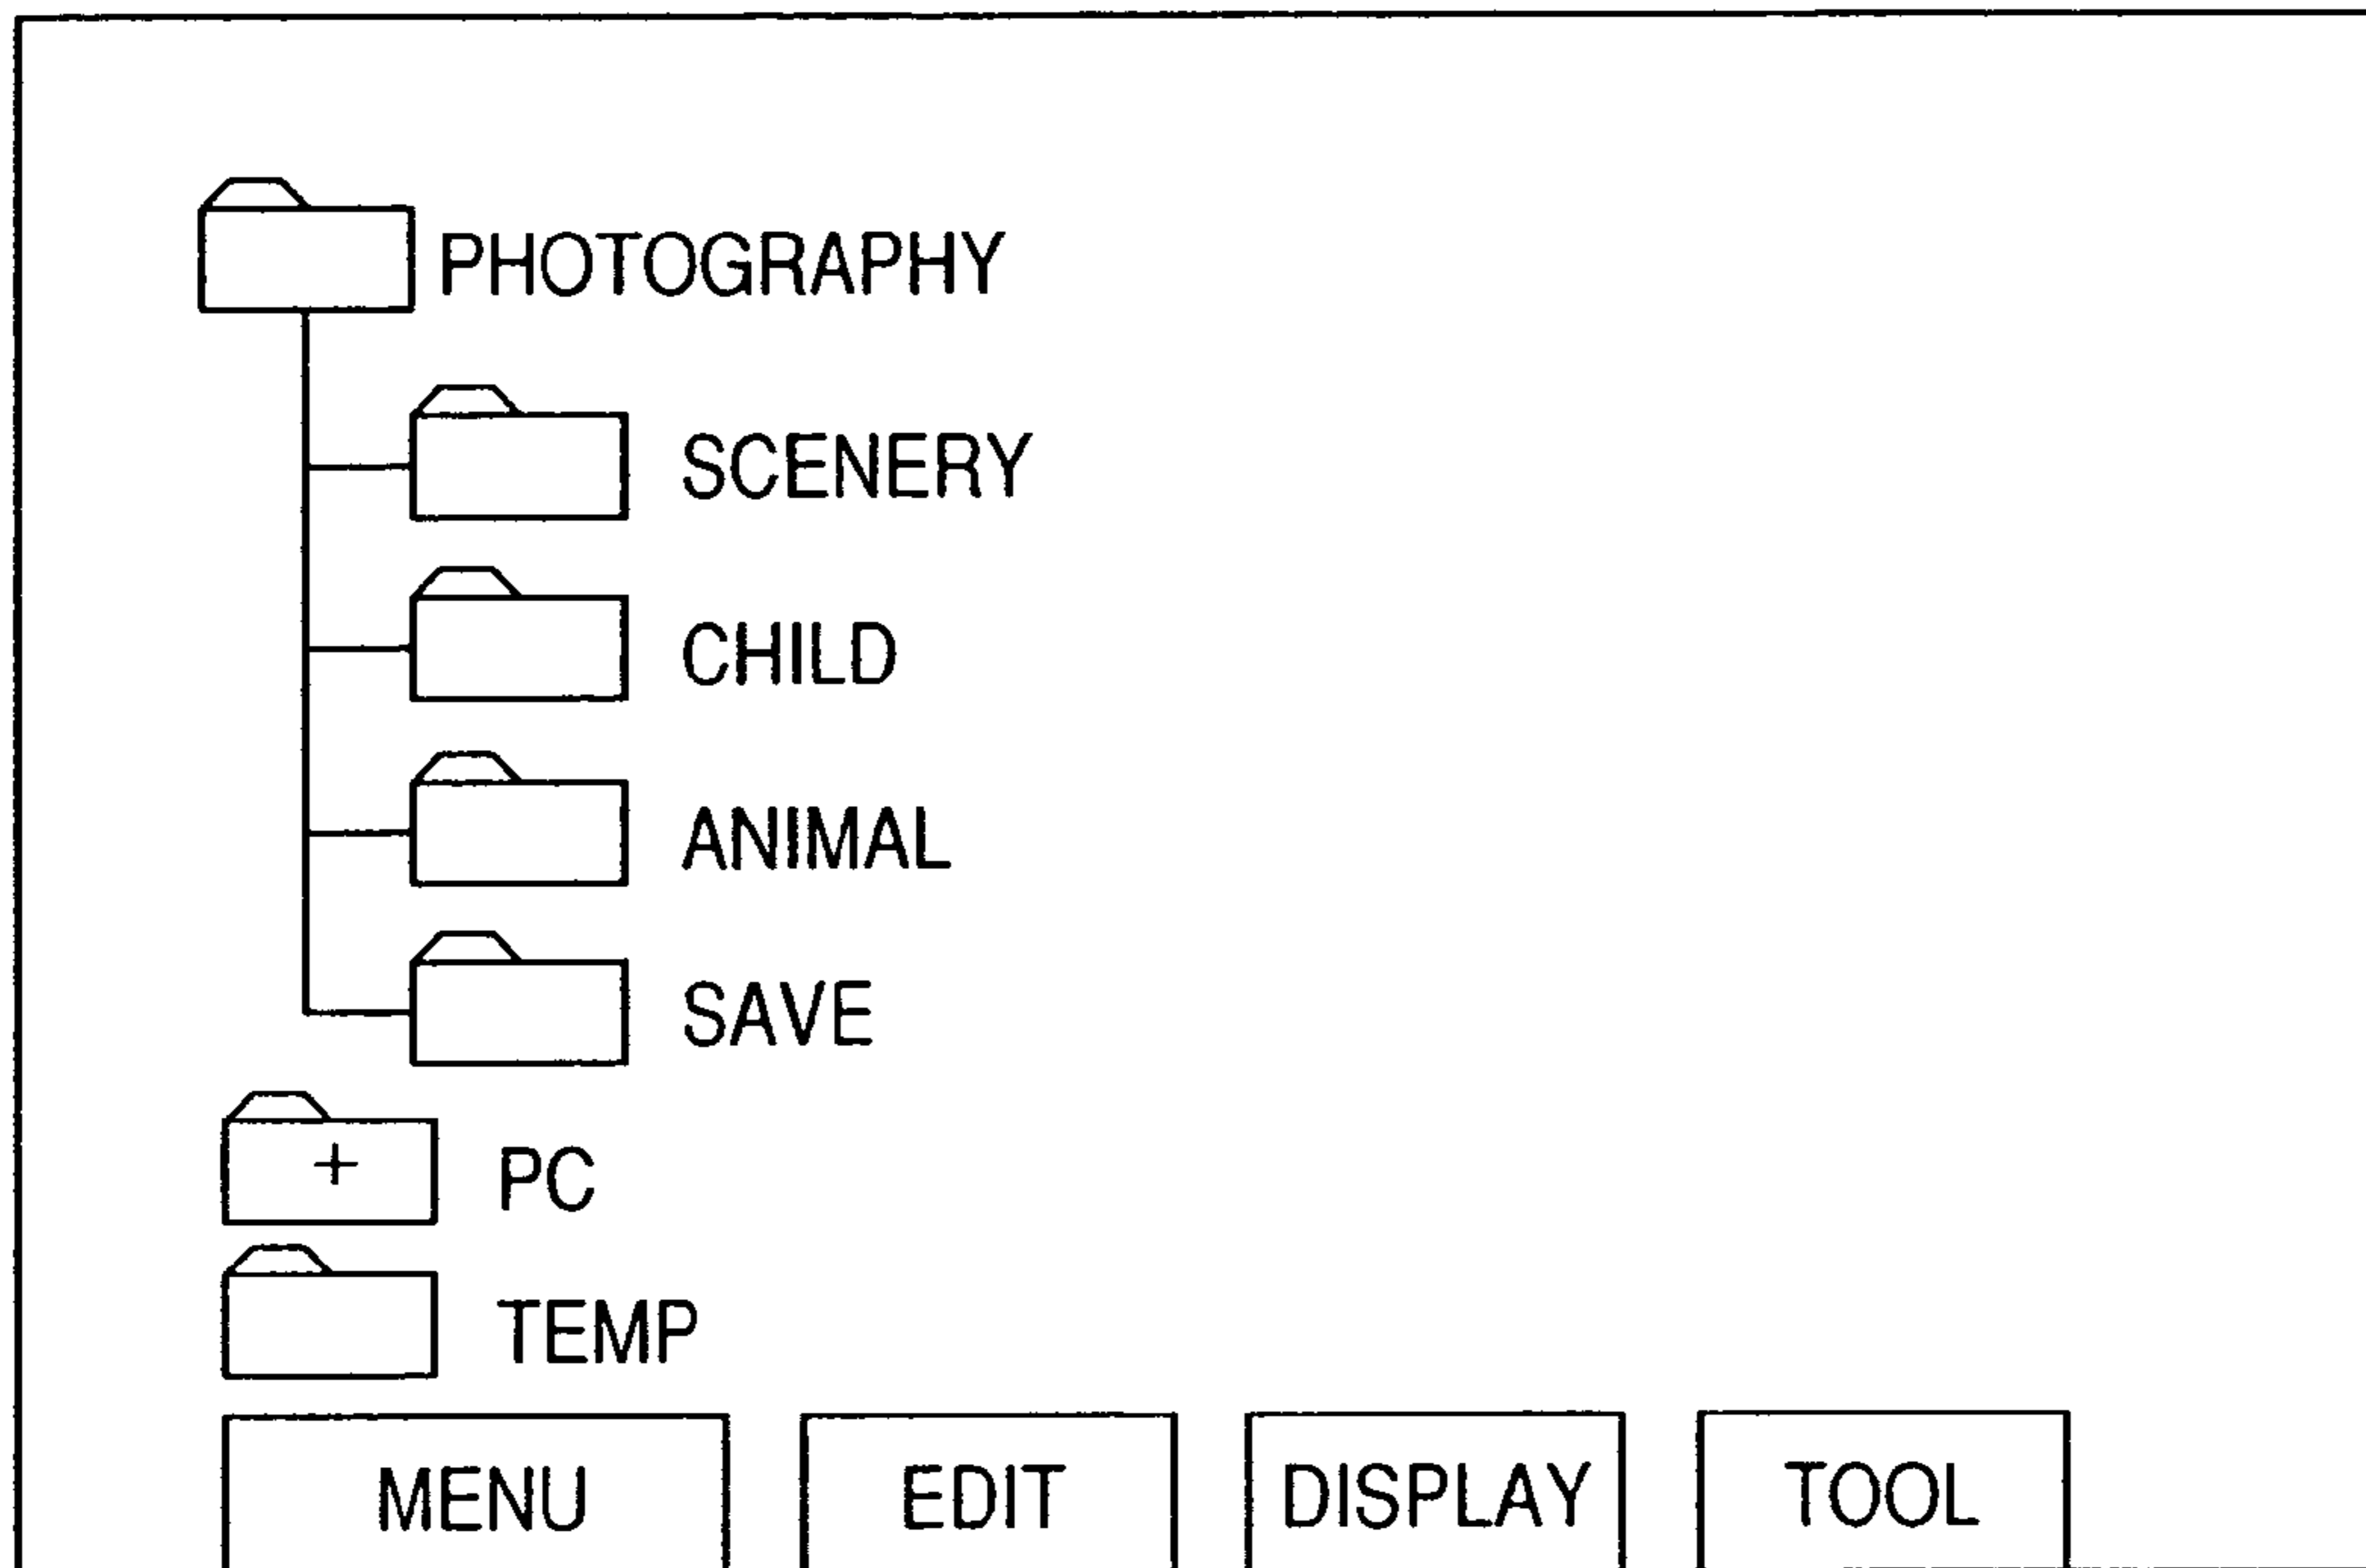 PHOTOGRAPHY
SCENERY
CHILD
ANIMAL
SAVE
+ PC
TEMP
MENU EDIT DISPLAY TOOL